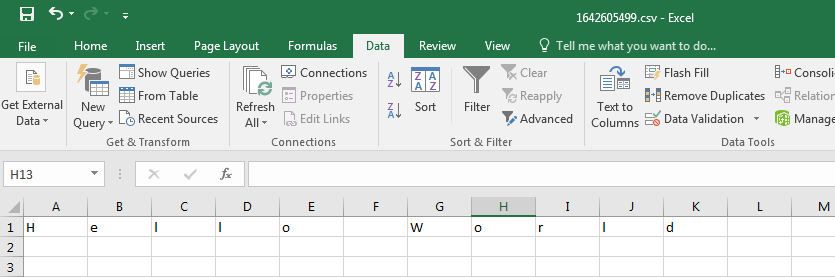 1642605499.csv - Excel
File Home Insert Page Layout Formulas Data Review View Tell me what you want to do...
Get External Data
New Query
Show Queries
From Table
Recent Sources
Get & Transform
Refresh All
Connections
Properties
Edit Links
Connections
A Z
Z A
Z A A Z
Sort
Filter
Clear
Reapply
Advanced
Sort & Filter
Text to Columns
Flash Fill
Remove Duplicates
Data Validation
Consoli
Relation
Manage
Data Tools
H13 fx
A B C D E F G H I J K L M
1 H e l l o W o r l d
2
3